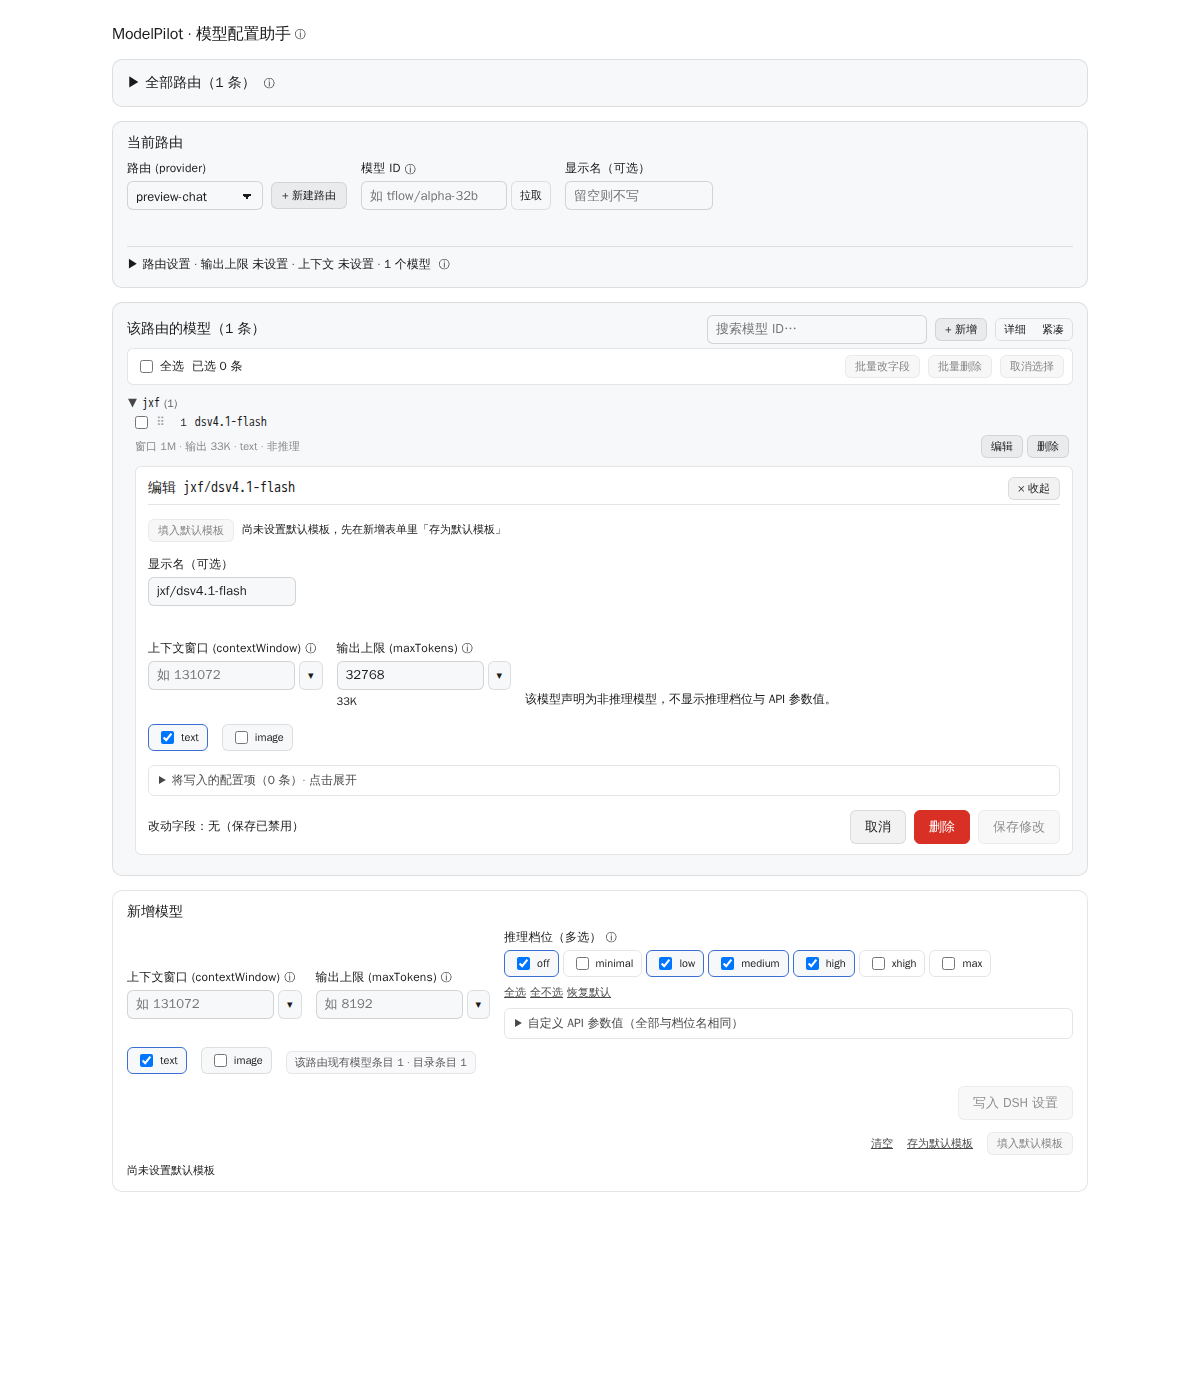 ModelPilot · 模型配置助手 ⓘ
▶ 全部路由（1 条） ⓘ
当前路由
路由 (provider)
模型 ID ⓘ
显示名（可选）
preview-chat
+ 新建路由
如 tflow/alpha-32b
拉取
留空则不写
▶ 路由设置 · 输出上限 未设置 · 上下文 未设置 · 1 个模型 ⓘ
该路由的模型（1 条）
搜索模型 ID…
+ 新增
详细
紧凑
全选 已选 0 条
批量改字段
批量删除
取消选择
▼ jxf (1)
⠿ 1 dsv4.1-flash
窗口 1M · 输出 33K · text · 非推理
编辑
删除
编辑 jxf/dsv4.1-flash
× 收起
填入默认模板
尚未设置默认模板，先在新增表单里「存为默认模板」
显示名（可选）
jxf/dsv4.1-flash
上下文窗口 (contextWindow) ⓘ
输出上限 (maxTokens) ⓘ
如 131072
▾
32768
▾
33K
该模型声明为非推理模型，不显示推理档位与 API 参数值。
text
image
▶ 将写入的配置项（0 条）· 点击展开
改动字段：无（保存已禁用）
取消
删除
保存修改
新增模型
推理档位（多选） ⓘ
off
minimal
low
medium
high
xhigh
max
上下文窗口 (contextWindow) ⓘ
输出上限 (maxTokens) ⓘ
如 131072
▾
如 8192
▾
全选 全不选 恢复默认
▶ 自定义 API 参数值（全部与档位名相同）
text
image
该路由现有模型条目 1 · 目录条目 1
写入 DSH 设置
清空
存为默认模板
填入默认模板
尚未设置默认模板